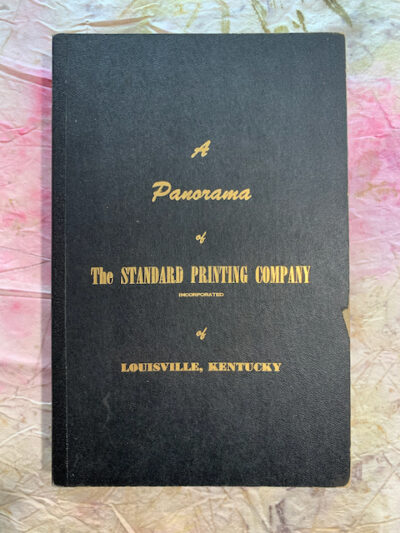 A
Panorama
of
The STANDARD PRINTING COMPANY
INCORPORATED
of
LOUISVILLE, KENTUCKY